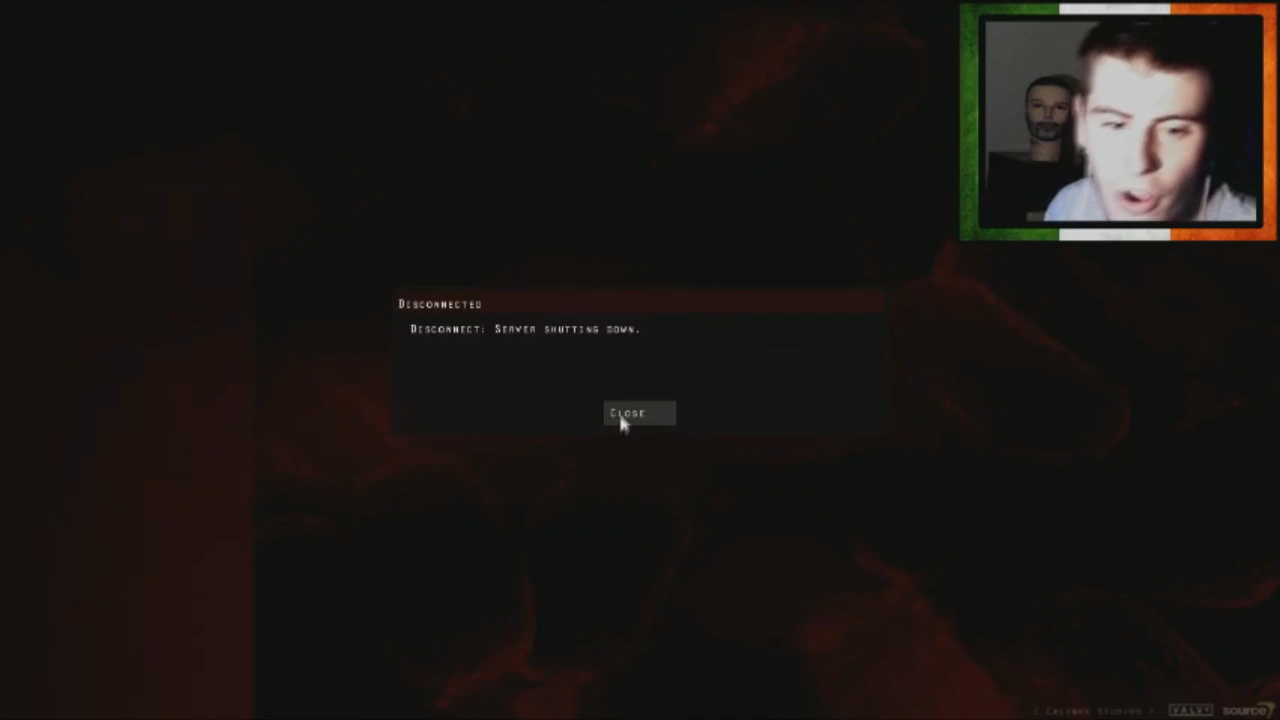 Disconnected
Disconnect: Server shutting down.
Close
VALVE
source